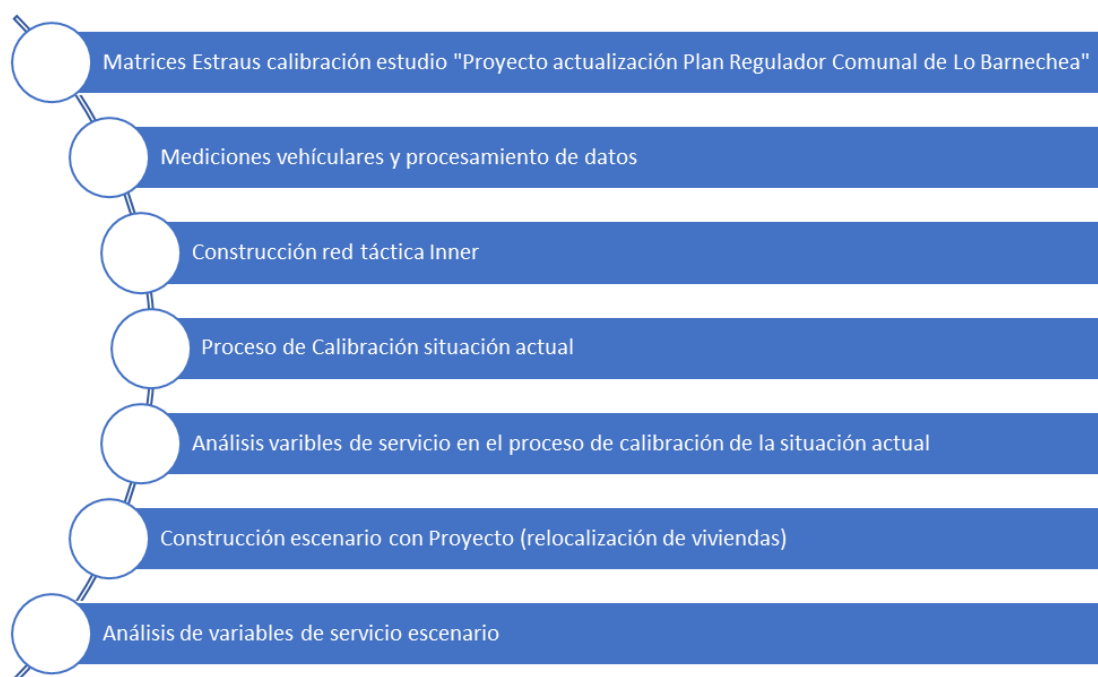 Matrices Estraus calibración estudio "Proyecto actualización Plan Regulador Comunal de Lo Barnechea"
Mediciones vehículares y procesamiento de datos
Construcción red táctica Inner
Proceso de Calibración situación actual
Análisis varibles de servicio en el proceso de calibración de la situación actual
Construcción escenario con Proyecto (relocalización de viviendas)
Análisis de variables de servicio escenario